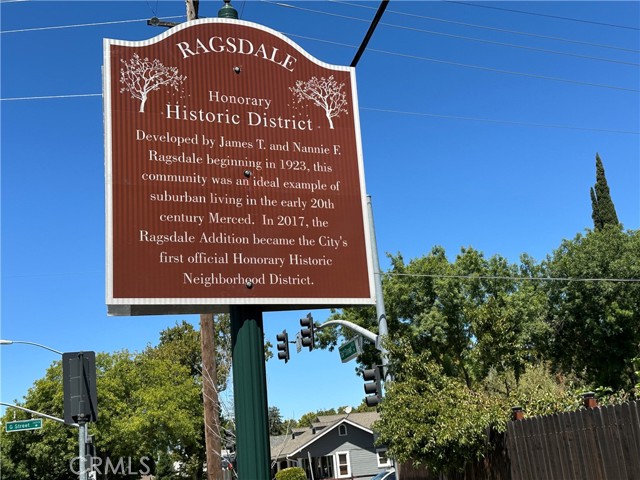 RAGSDALE
Honorary
Historic District
Developed by James T. and Nannie F.
Ragsdale beginning in 1923, this
community was an ideal example of
suburban living in the early 20th
century Merced. In 2017, the
Ragsdale Addition became the City's
first official Honorary Historic
Neighborhood District.
G Street
CRMLS